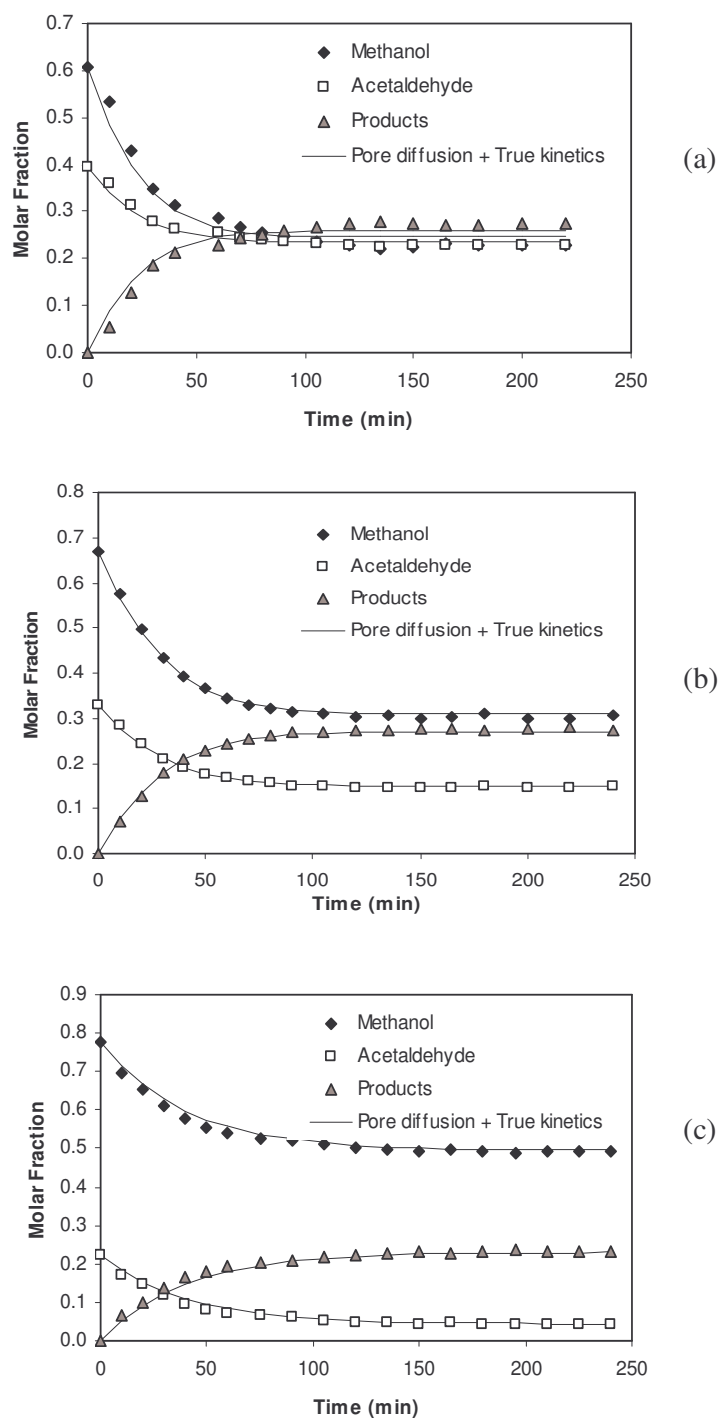 0.7
0.6
0.5
0.4
0.3
0.2
0.1
0.0
Molar Fraction
Methanol
Acetaldehyde
Products
Pore diffusion + True kinetics
0 50 100 150 200 250
Time (min)
(a)
0.8
0.7
0.6
0.5
0.4
0.3
0.2
0.1
0.0
Molar Fraction
Methanol
Acetaldehyde
Products
Pore diffusion + True kinetics
0 50 100 150 200 250
Time (min)
(b)
0.9
0.8
0.7
0.6
0.5
0.4
0.3
0.2
0.1
0.0
Molar Fraction
Methanol
Acetaldehyde
Products
Pore diffusion + True kinetics
0 50 100 150 200 250
Time (min)
(c)